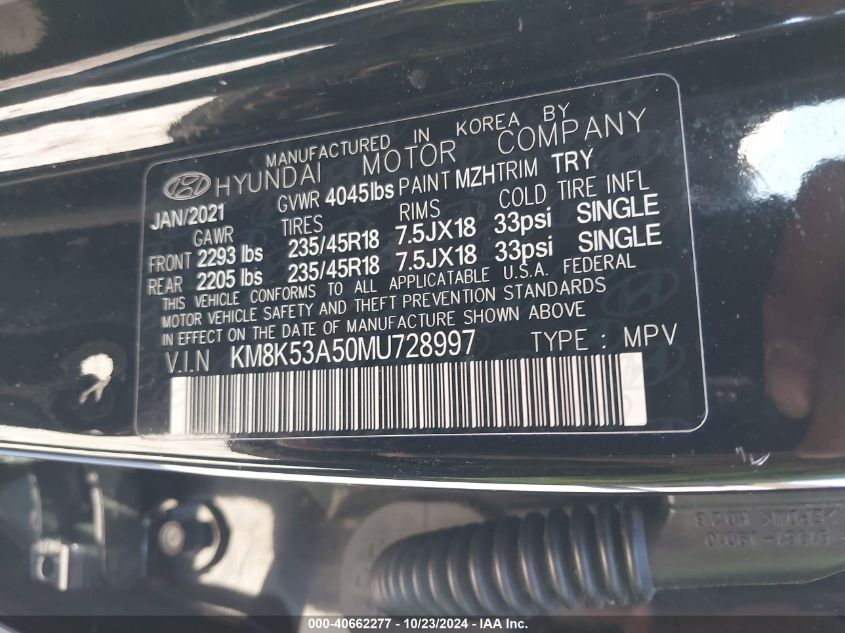 MANUFACTURED IN KOREA BY
HYUNDAI MOTOR COMPANY
JAN/2021 GVWR 4045lbs PAINT MZH TRIM TRY
GAWR TIRES RIMS COLD TIRE INFL
FRONT 2293 lbs 235/45R18 7.5JX18 33psi SINGLE
REAR 2205 lbs 235/45R18 7.5JX18 33psi SINGLE
THIS VEHICLE CONFORMS TO ALL APPLICATABLE U.S.A. FEDERAL
MOTOR VEHICLE SAFETY AND THEFT PREVENTION STANDARDS
IN EFFECT ON THE DATE OF MANUFACTURE SHOWN ABOVE
V.I.N KM8K53A50MU728997 TYPE : MPV
000-40662277 - 10/23/2024 - IAA Inc.